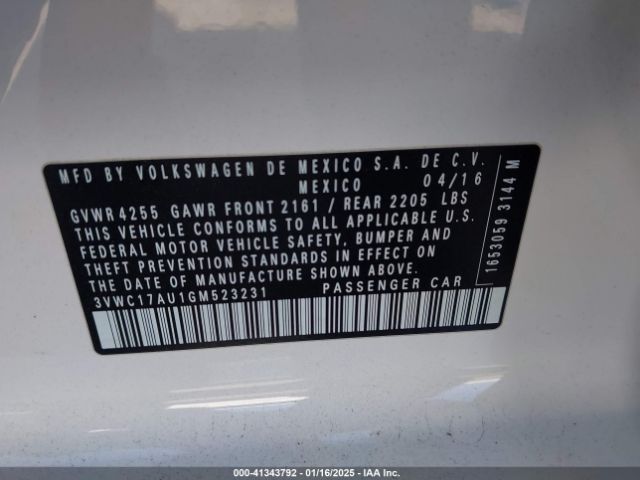 MFD BY VOLKSWAGEN DE MEXICO S.A. DE C.V.
MEXICO 04/16
GVWR 4255 GAWR FRONT 2161 / REAR 2205 LBS
THIS VEHICLE CONFORMS TO ALL APPLICABLE U.S.
FEDERAL MOTOR VEHICLE SAFETY, BUMPER AND
THEFT PREVENTION STANDARDS IN EFFECT ON
THE DATE OF MANUFACTURE SHOWN ABOVE.
3VWC17AU1GM523231 PASSENGER CAR
1653059 3144 M
000-41343792 - 01/16/2025 - IAA Inc.